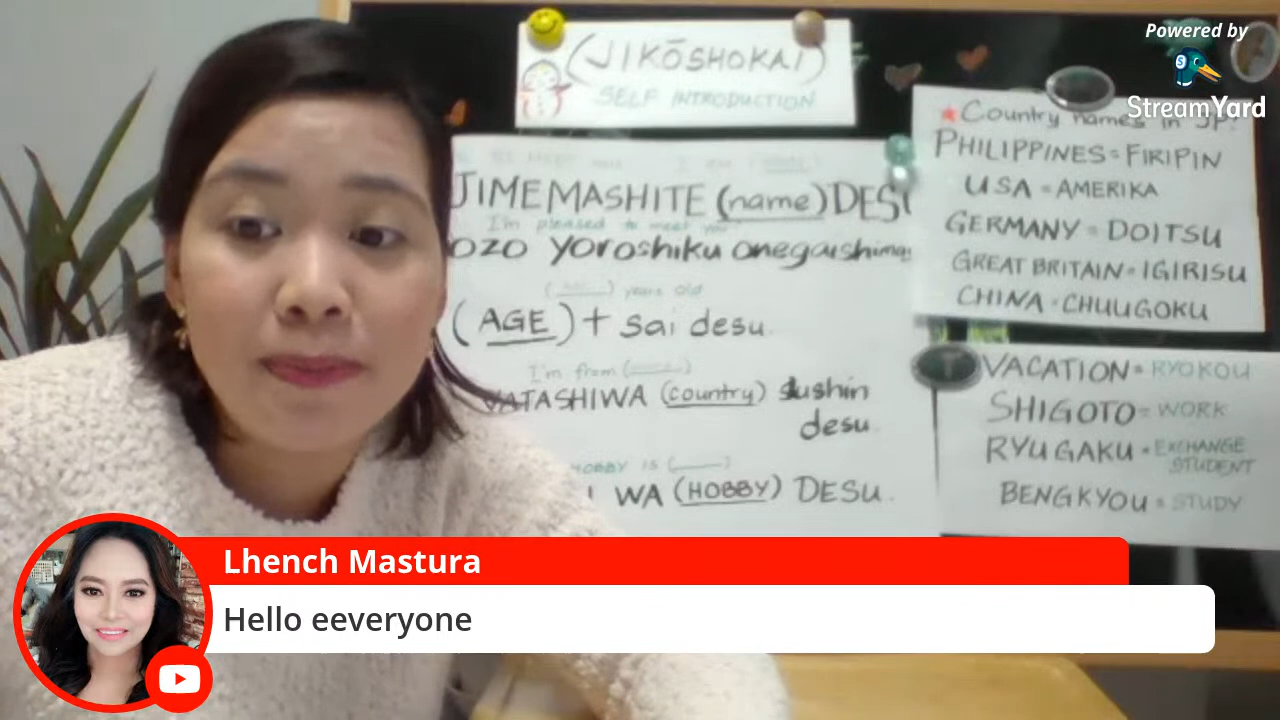 Powered by
StreamYard
(JIKŌSHOKAI)
SELF INTRODUCTION
JIMEMASHITE (name) DES
I'm pleased to meet you
OZO yoroshiku onegaishima
years old
(AGE) + sai desu.
I'm from
WATASHIWA (country) shushin
desu.
HOBBY IS
WA (HOBBY) DESU.
Country names in JP.
PHILIPPINES = FIRIPIN
USA = AMERIKA
GERMANY = DOITSU
GREAT BRITAIN = IGIRISU
CHINA = CHUUGOKU
VACATION = RYOKOU
SHIGOTO = WORK
RYUGAKU = EXCHANGE
STUDENT
BENGKYOU = STUDY
Lhench Mastura
Hello eeveryone